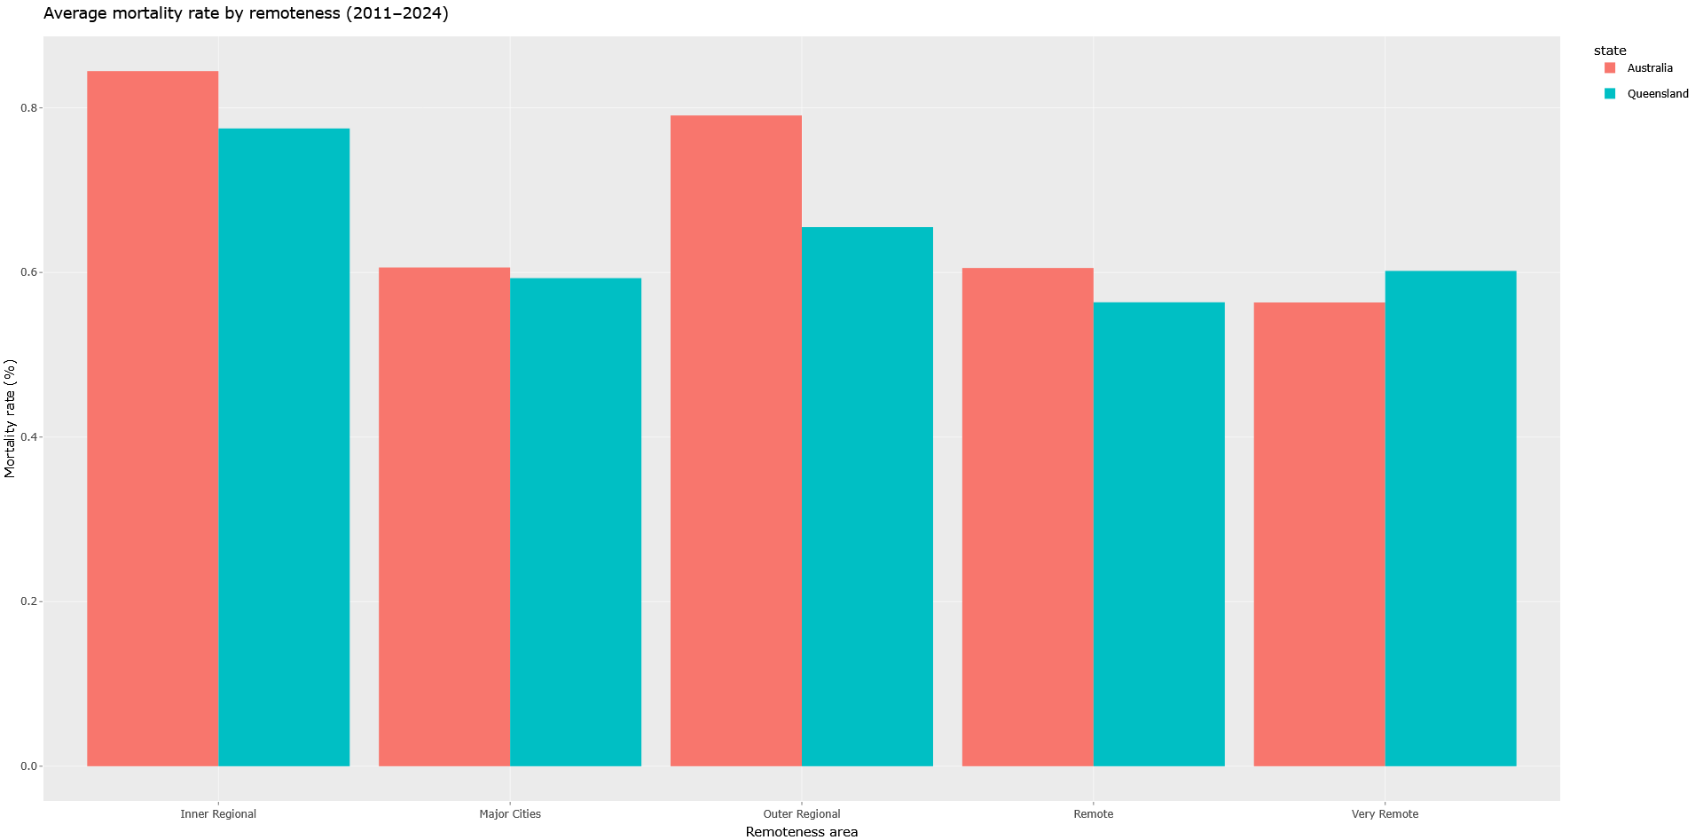 Average mortality rate by remoteness (2011–2024)
state
Australia
Queensland
Mortality rate (%)
0.8
0.6
0.4
0.2
0.0
Inner Regional
Major Cities
Outer Regional
Remote
Very Remote
Remoteness area